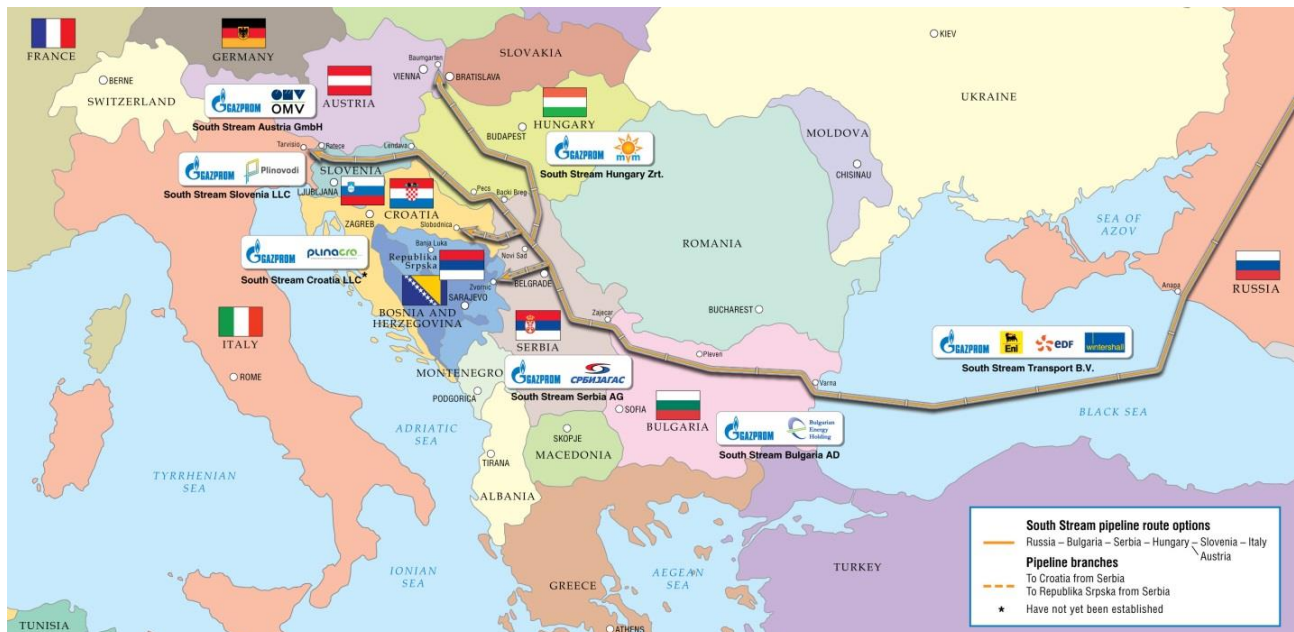 FRANCE
GERMANY
BERNE
SWITZERLAND
GAZPROM
OMV
South Stream Austria GmbH
AUSTRIA
VIENNA
Baumgarten
BRATISLAVA
SLOVAKIA
KIEV
UKRAINE
HUNGARY
BUDAPEST
GAZPROM
mvm
South Stream Hungary Zrt.
MOLDOVA
CHISINAU
Tarvisio
Ratece
Lendava
GAZPROM
Plinovodi
South Stream Slovenia LLC
SLOVENIA
LJUBLJANA
Pecs
Backi Breg
CROATIA
ZAGREB
Slobodnica
SEA OF
AZOV
ROMANIA
GAZPROM
PLINACRO
South Stream Croatia LLC*
Banja Luka
Republika
Srpska
Novi Sad
Zvornic
BELGRADE
SARAJEVO
BOSNIA AND
HERZEGOVINA
RUSSIA
Anapa
BUCHAREST
Zajecar
ITALY
SERBIA
Pleven
GAZPROM
Eni
eDF
wintershall
South Stream Transport B.V.
MONTENEGRO
GAZPROM
СРБИЈАГАС
South Stream Serbia AG
ROME
PODGORICA
Varna
SOFIA
BULGARIA
BLACK SEA
GAZPROM
Bulgarian
Energy
Holding
South Stream Bulgaria AD
ADRIATIC
SEA
SKOPJE
MACEDONIA
TIRANA
ALBANIA
TYRRHENIAN
SEA
IONIAN
SEA
GREECE
AEGEAN
SEA
TURKEY
ATHENS
TUNISIA
South Stream pipeline route options
Russia – Bulgaria – Serbia – Hungary – Slovenia – Italy
Austria
Pipeline branches
To Croatia from Serbia
To Republika Srpska from Serbia
* Have not yet been established